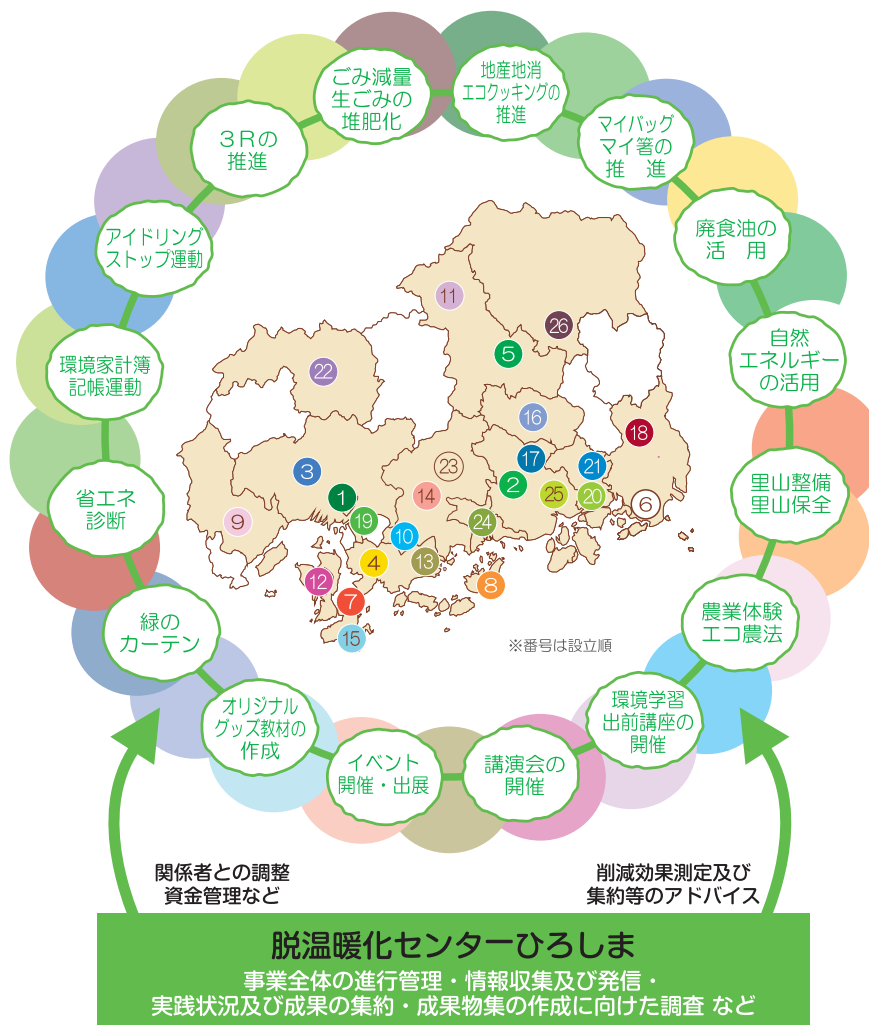 ごみ減量
生ごみの
堆肥化
地産地消
エコクッキングの
推進
マイバッグ
マイ箸の
推　進
廃食油の
活　用
自然
エネルギー
の活用
里山整備
里山保全
農業体験
エコ農法
環境学習
出前講座の
開催
講演会の
開催
イベント
開催・出展
オリジナル
グッズ教材の
作成
緑の
カーテン
省エネ
診断
環境家計簿
記帳運動
アイドリング
ストップ運動
３Ｒの
推進
11
26
5
22
16
18
3
23
17
21
2
14
1
25
20
6
9
19
24
10
13
4
12
8
7
15
※番号は設立順
関係者との調整
資金管理など
削減効果測定及び
集約等のアドバイス
脱温暖化センターひろしま
事業全体の進行管理・情報収集及び発信・
実践状況及び成果の集約・成果物集の作成に向けた調査 など